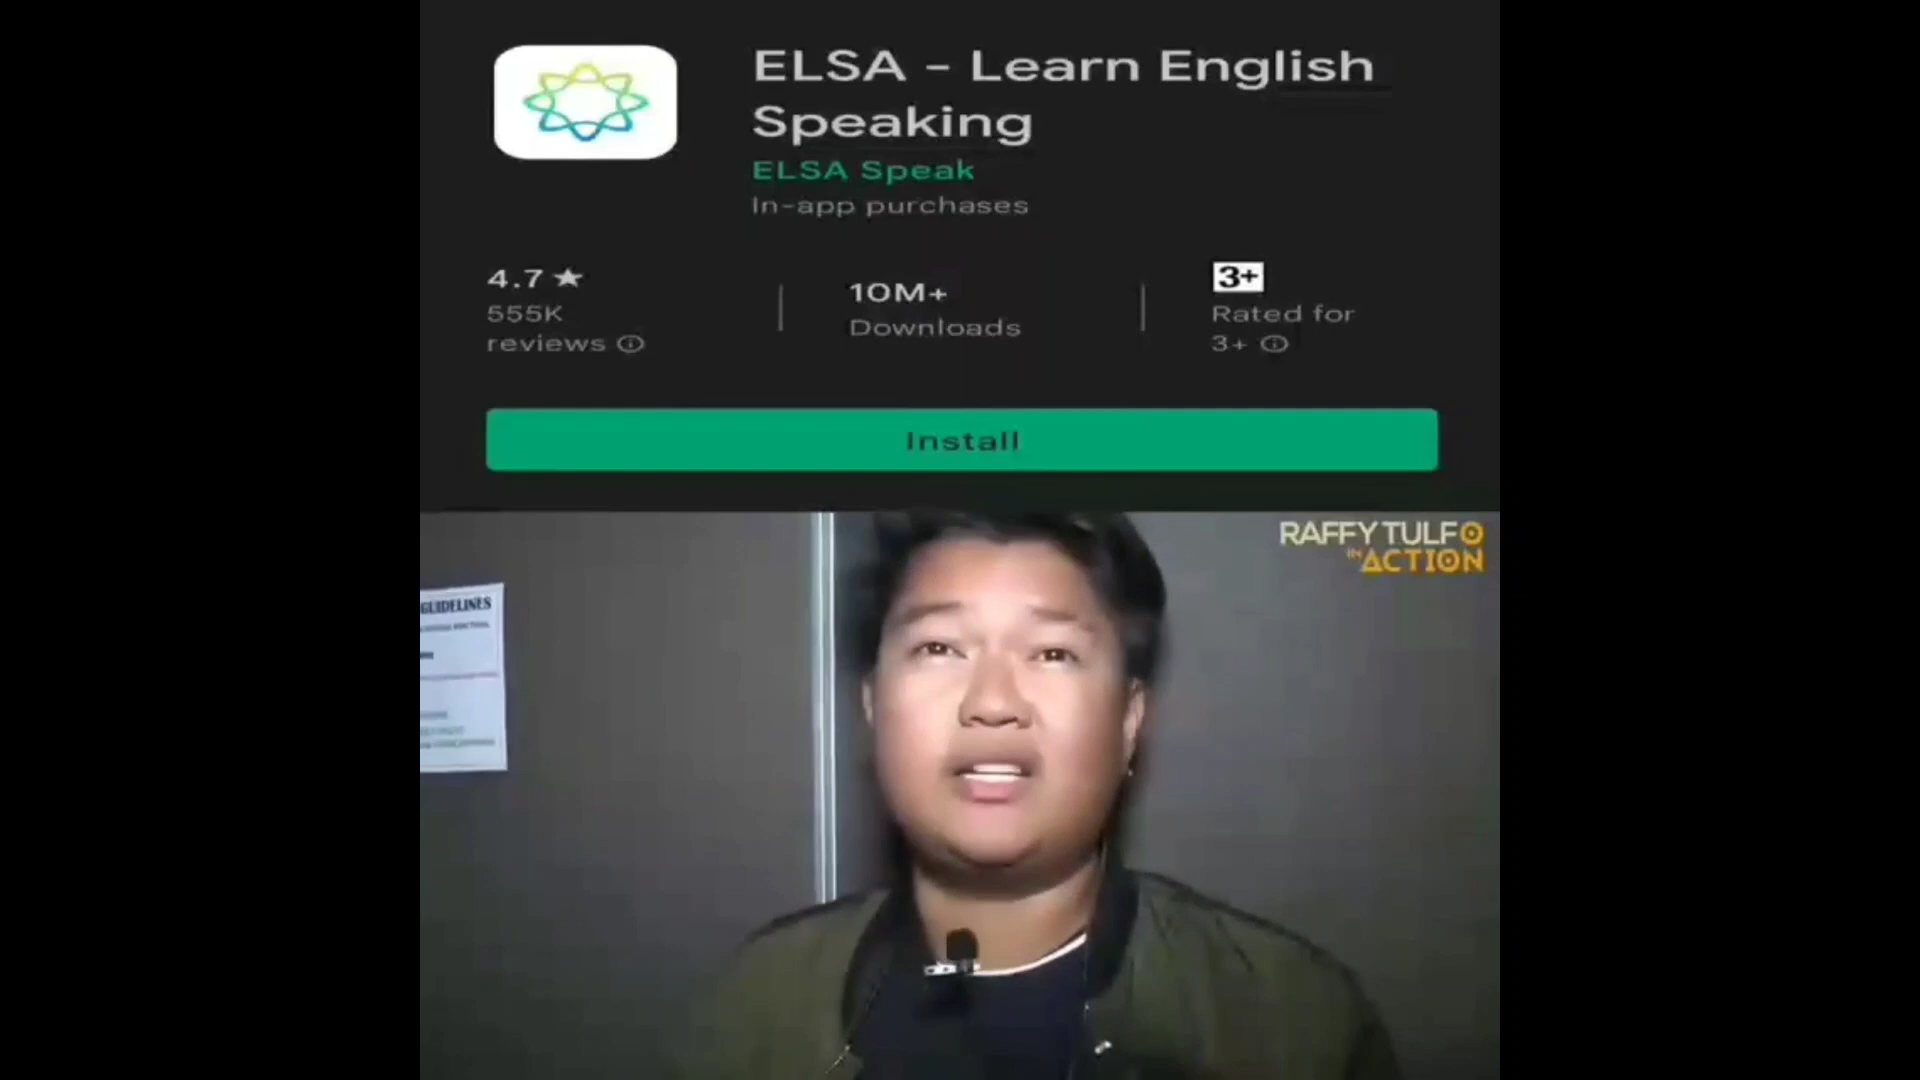 ELSA - Learn English
Speaking
ELSA Speak
In-app purchases
4.7 ★
555K
reviews
10M+
Downloads
3+
Rated for
3+
Install
RAFFY TULFO
IN ACTION
GUIDELINES